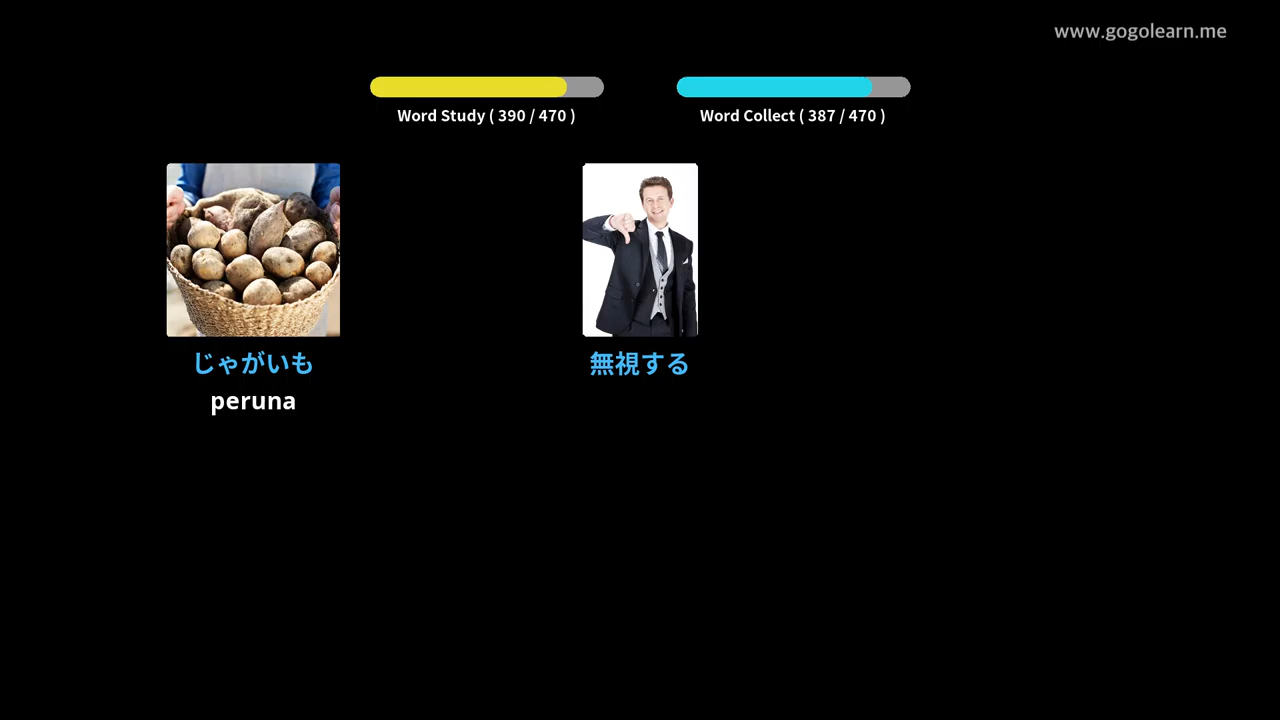 www.gogolearn.me
Word Study ( 390 / 470 )
Word Collect ( 387 / 470 )
じゃがいも
peruna
無視する